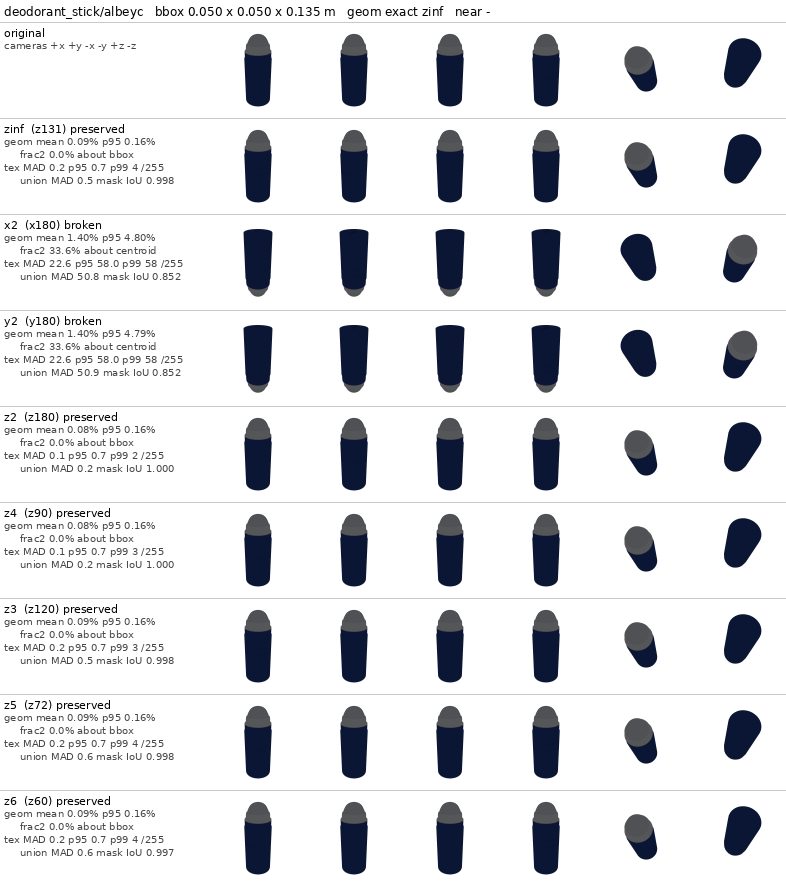 deodorant_stick/albeyc bbox 0.050 x 0.050 x 0.135 m geom exact zinf near -
original
cameras +x +y -x -y +z -z
zinf (z131) preserved
geom mean 0.09% p95 0.16%
frac2 0.0% about bbox
tex MAD 0.2 p95 0.7 p99 4 /255
union MAD 0.5 mask IoU 0.998
x2 (x180) broken
geom mean 1.40% p95 4.80%
frac2 33.6% about centroid
tex MAD 22.6 p95 58.0 p99 58 /255
union MAD 50.8 mask IoU 0.852
y2 (y180) broken
geom mean 1.40% p95 4.79%
frac2 33.6% about centroid
tex MAD 22.6 p95 58.0 p99 58 /255
union MAD 50.9 mask IoU 0.852
z2 (z180) preserved
geom mean 0.08% p95 0.16%
frac2 0.0% about bbox
tex MAD 0.1 p95 0.7 p99 2 /255
union MAD 0.2 mask IoU 1.000
z4 (z90) preserved
geom mean 0.08% p95 0.16%
frac2 0.0% about bbox
tex MAD 0.1 p95 0.7 p99 3 /255
union MAD 0.2 mask IoU 1.000
z3 (z120) preserved
geom mean 0.09% p95 0.16%
frac2 0.0% about bbox
tex MAD 0.2 p95 0.7 p99 3 /255
union MAD 0.5 mask IoU 0.998
z5 (z72) preserved
geom mean 0.09% p95 0.16%
frac2 0.0% about bbox
tex MAD 0.2 p95 0.7 p99 4 /255
union MAD 0.6 mask IoU 0.998
z6 (z60) preserved
geom mean 0.09% p95 0.16%
frac2 0.0% about bbox
tex MAD 0.2 p95 0.7 p99 4 /255
union MAD 0.6 mask IoU 0.997